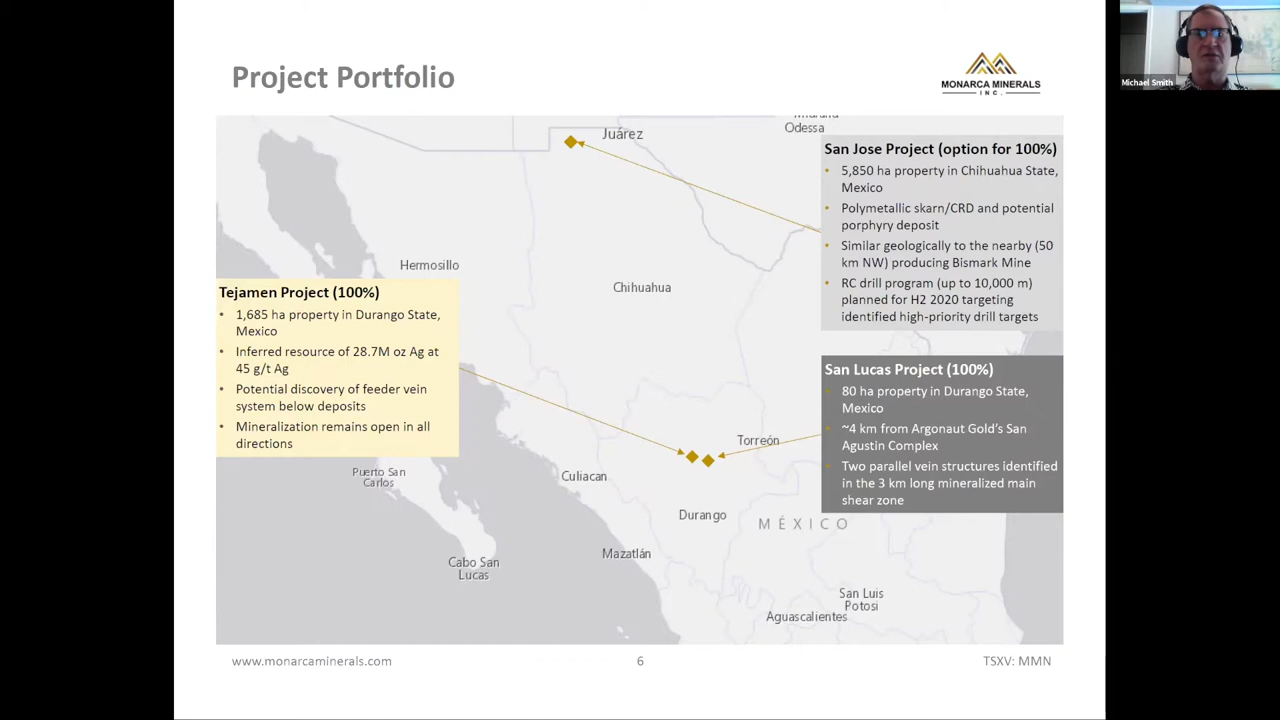 Project Portfolio
MONARCA MINERALS
INC.
Michael Smith
Juárez
Odessa
Hermosillo
Chihuahua
San Jose Project (option for 100%)
• 5,850 ha property in Chihuahua State,
Mexico
• Polymetallic skarn/CRD and potential
porphyry deposit
• Similar geologically to the nearby (50
km NW) producing Bismark Mine
• RC drill program (up to 10,000 m)
planned for H2 2020 targeting
identified high-priority drill targets
Tejamen Project (100%)
• 1,685 ha property in Durango State,
Mexico
• Inferred resource of 28.7M oz Ag at
45 g/t Ag
• Potential discovery of feeder vein
system below deposits
• Mineralization remains open in all
directions
San Lucas Project (100%)
• 80 ha property in Durango State,
Mexico
• ~4 km from Argonaut Gold's San
Agustin Complex
• Two parallel vein structures identified
in the 3 km long mineralized main
shear zone
Torreón
Puerto San
Carlos
Culiacan
Durango
MÉXICO
Mazatlán
Cabo San
Lucas
San Luis
Potosi
Aguascalientes
www.monarcaminerals.com
6
TSXV: MMN